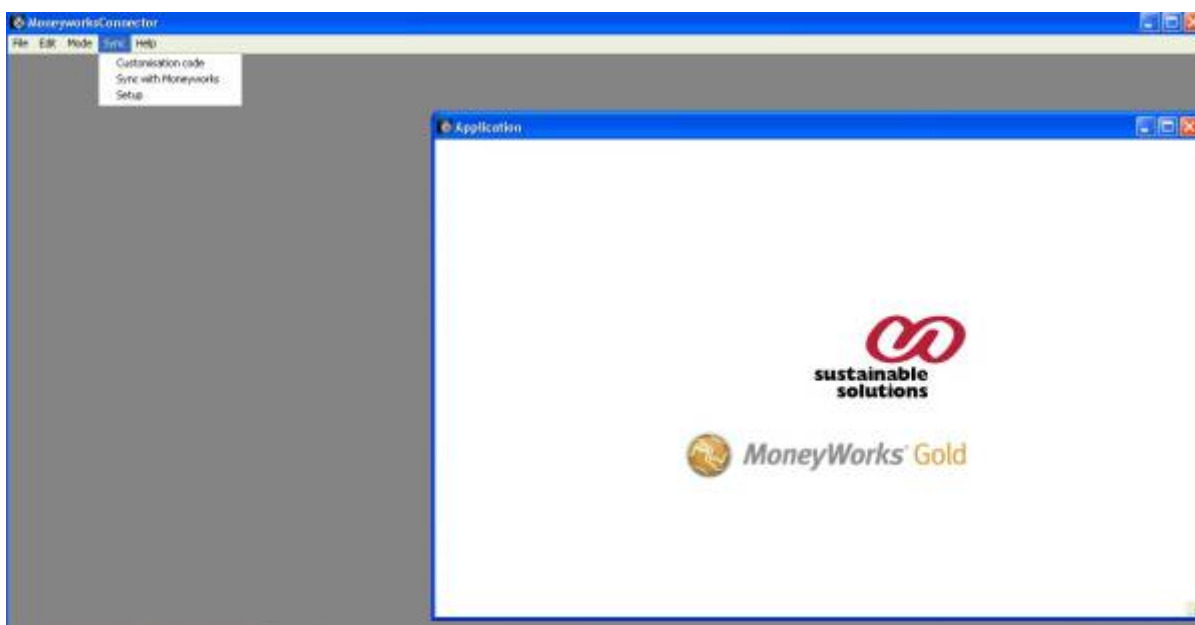 MoneyworksConnector
File Edit Mode Sync Help
Customisation code
Sync with Moneyworks
Setup
Application
sustainable
solutions
MoneyWorks® Gold